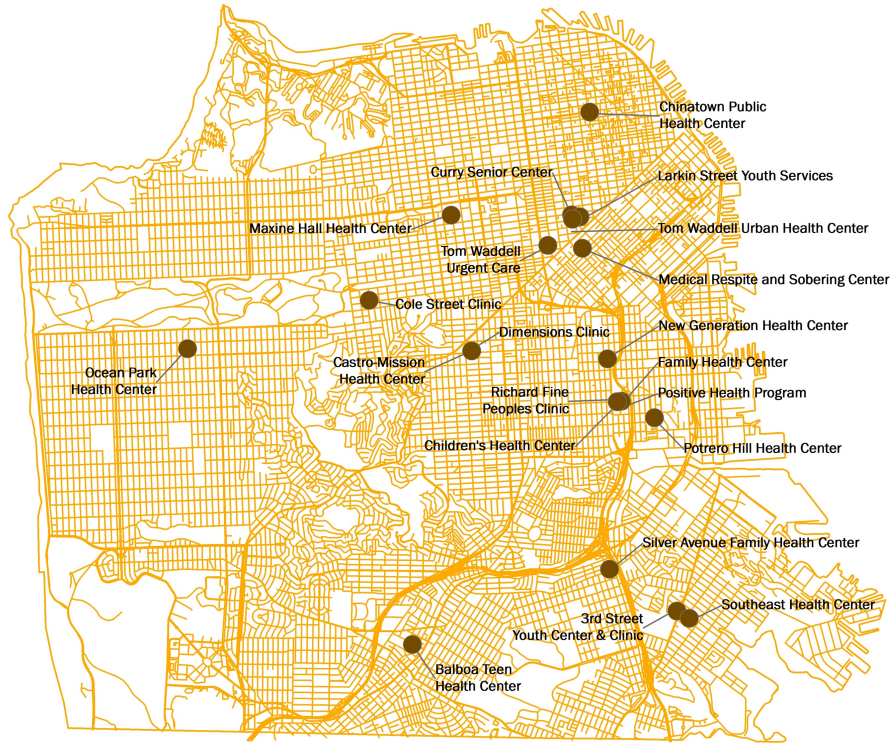 Chinatown Public
Health Center
Curry Senior Center
Larkin Street Youth Services
Maxine Hall Health Center
Tom Waddell Urban Health Center
Tom Waddell
Urgent Care
Medical Respite and Sobering Center
Cole Street Clinic
New Generation Health Center
Dimensions Clinic
Ocean Park
Health Center
Castro-Mission
Health Center
Family Health Center
Richard Fine
Peoples Clinic
Positive Health Program
Children's Health Center
Potrero Hill Health Center
Silver Avenue Family Health Center
3rd Street
Youth Center & Clinic
Southeast Health Center
Balboa Teen
Health Center